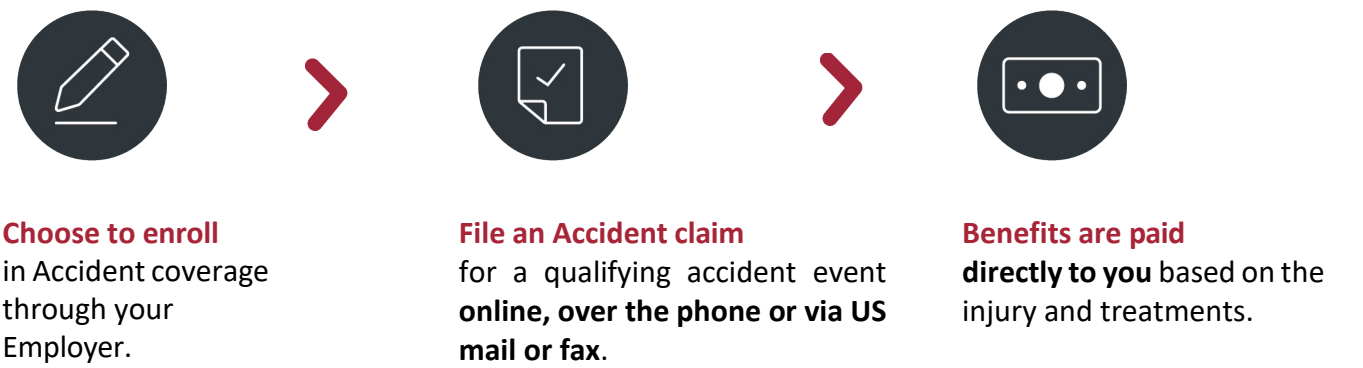 Choose to enroll
in Accident coverage
through your
Employer.
File an Accident claim
for a qualifying accident event
online, over the phone or via US
mail or fax.
Benefits are paid
directly to you based on the
injury and treatments.